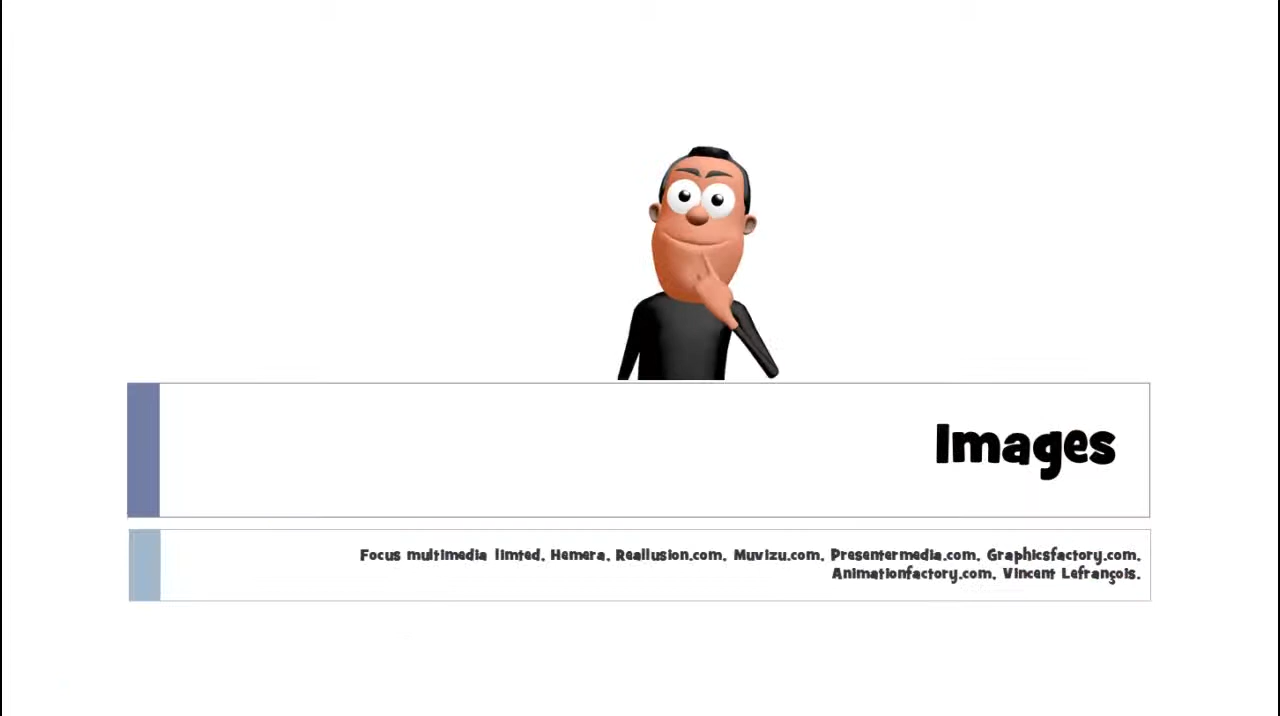 Images
Focus multimedia limted, Hemera, Reallusion.com, Muvizu.com, Presentermedia.com, Graphicsfactory.com,
Animationfactory.com, Vincent Lefrançois.